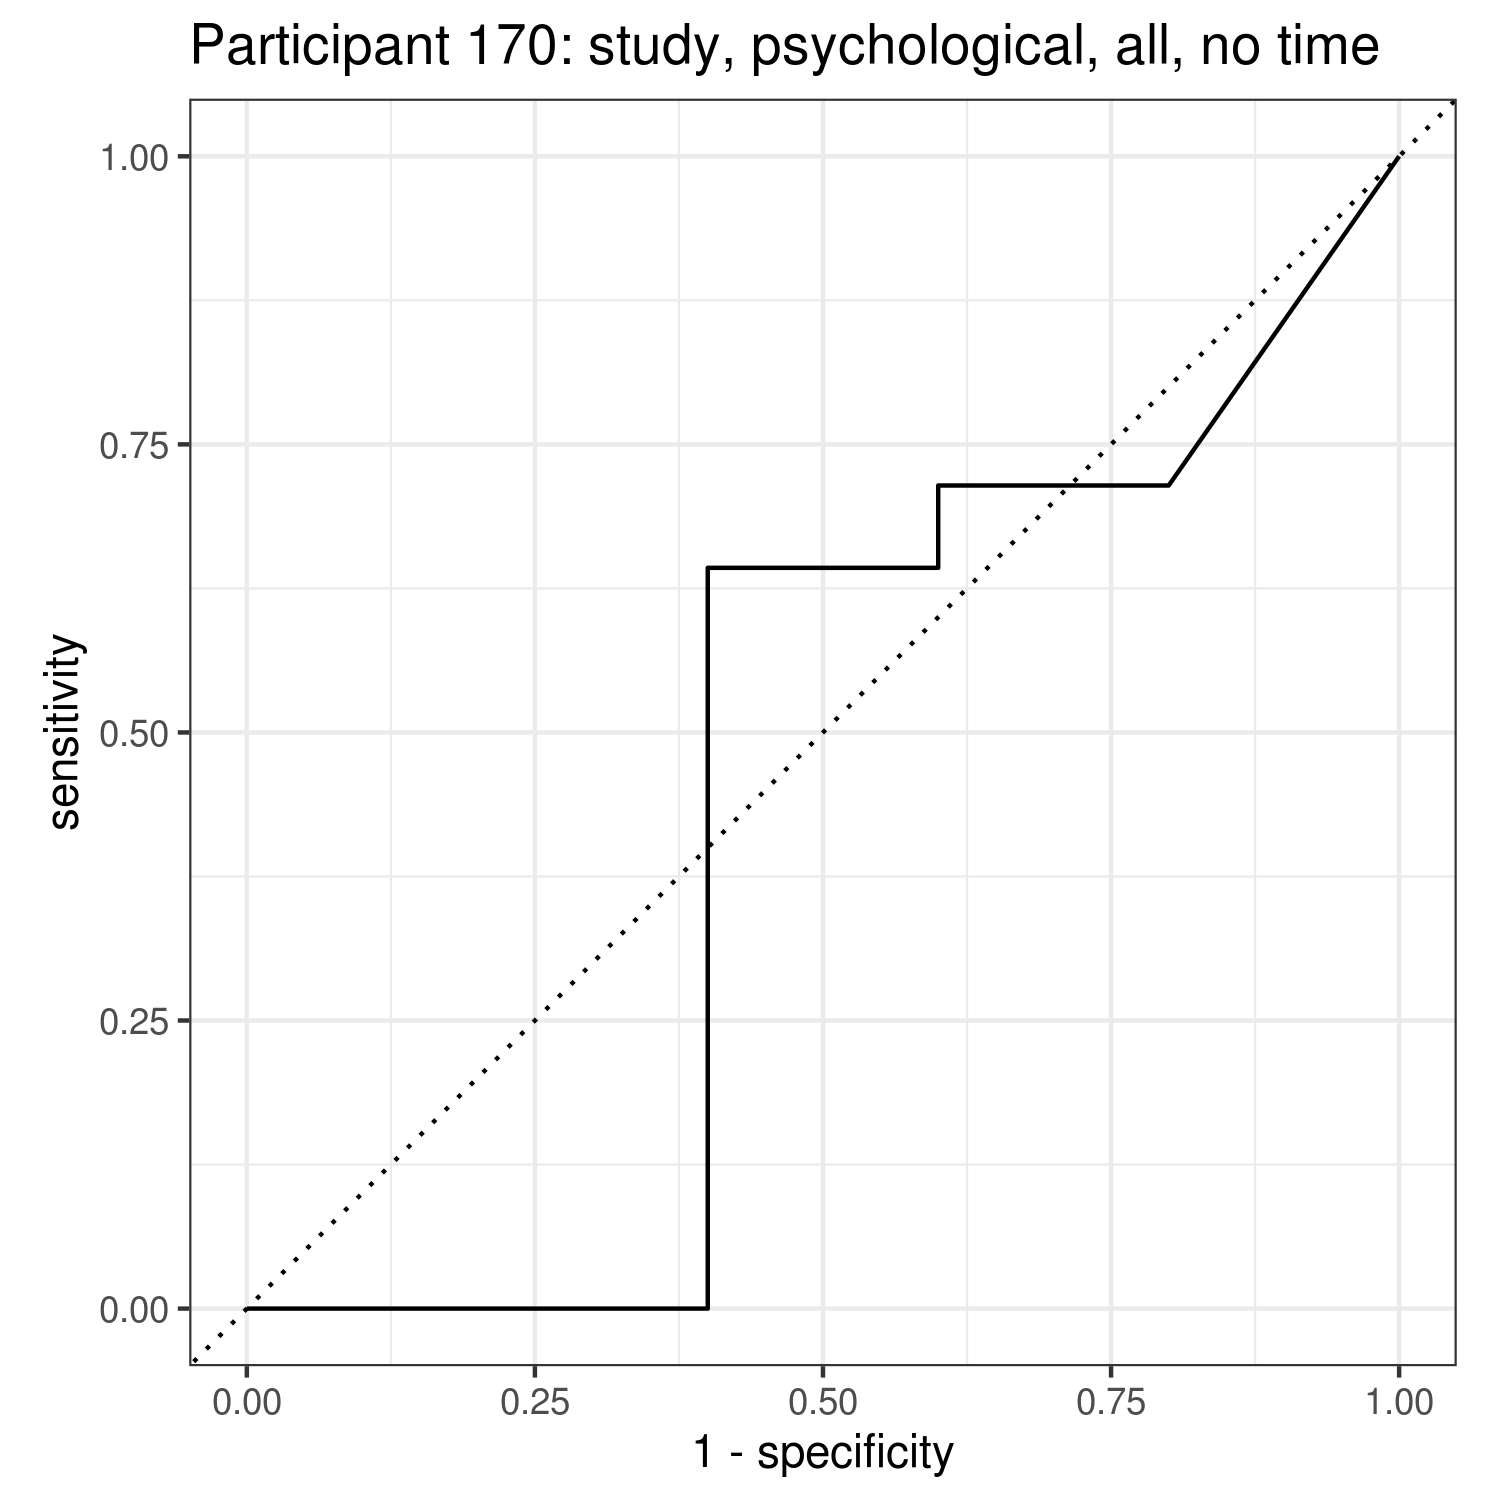 Participant 170: study, psychological, all, no time
1.00
0.75
0.50
0.25
0.00
sensitivity
0.00 0.25 0.50 0.75 1.00
1 - specificity